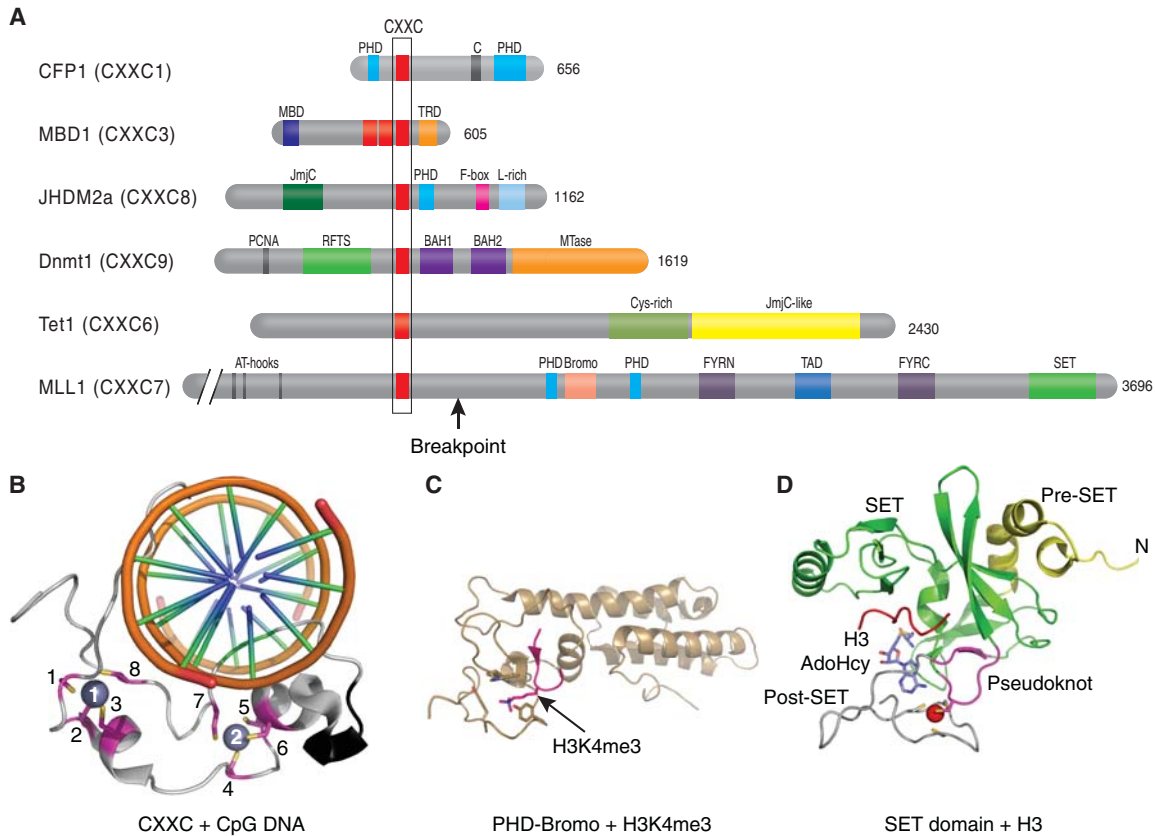 A
CXXC
PHD C PHD
CFP1 (CXXC1) 656
MBD TRD
MBD1 (CXXC3) 605
JmjC PHD F-box L-rich
JHDM2a (CXXC8) 1162
PCNA RFTS BAH1 BAH2 MTase
Dnmt1 (CXXC9) 1619
Cys-rich JmjC-like
Tet1 (CXXC6) 2430
AT-hooks PHD Bromo PHD FYRN TAD FYRC SET
MLL1 (CXXC7) 3696
Breakpoint
B
1
8
1
3
2
7
5
2
6
4
CXXC + CpG DNA
C
H3K4me3
PHD-Bromo + H3K4me3
D
SET
Pre-SET
N
H3
AdoHcy
Post-SET
Pseudoknot
SET domain + H3